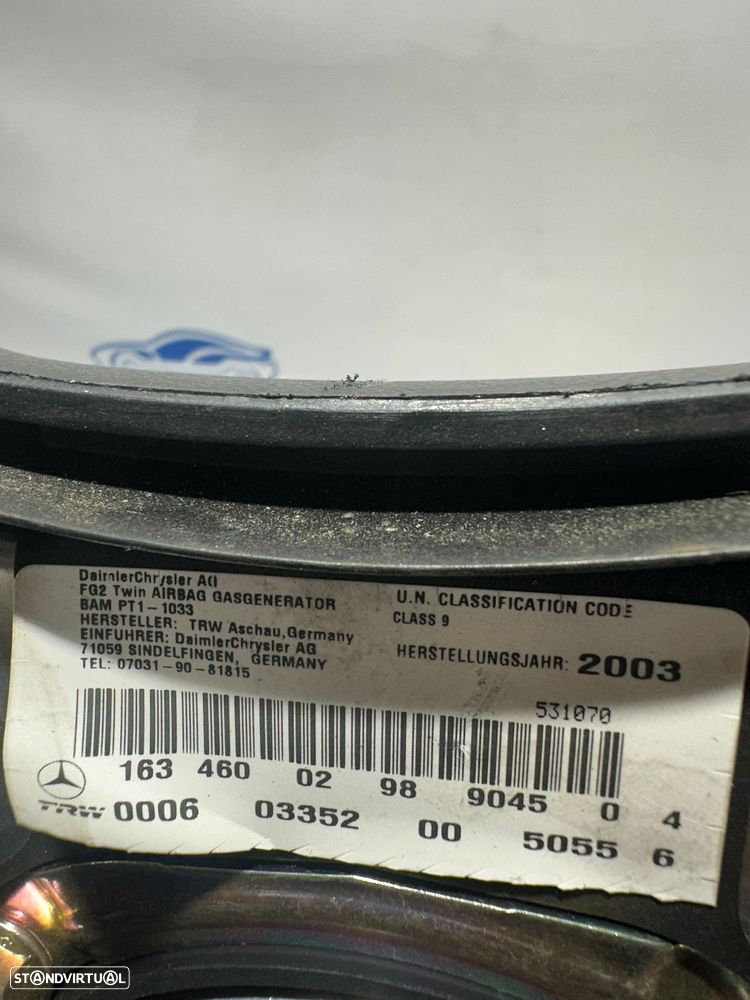 DaimlerChrysler AG
FG2 Twin AIRBAG GASGENERATOR
BAM PT1-1033
HERSTELLER: TRW Aschau, Germany
EINFUHRER: DaimlerChrysler AG
71059 SINDELFINGEN, GERMANY
TEL: 07031-90-81815
U.N. CLASSIFICATION CODE
CLASS 9
HERSTELLUNGSJAHR: 2003
531070
163 460 02 98 9045 0 4
TRW 0006 03352 00 5055 6
STANDVIRTUAL